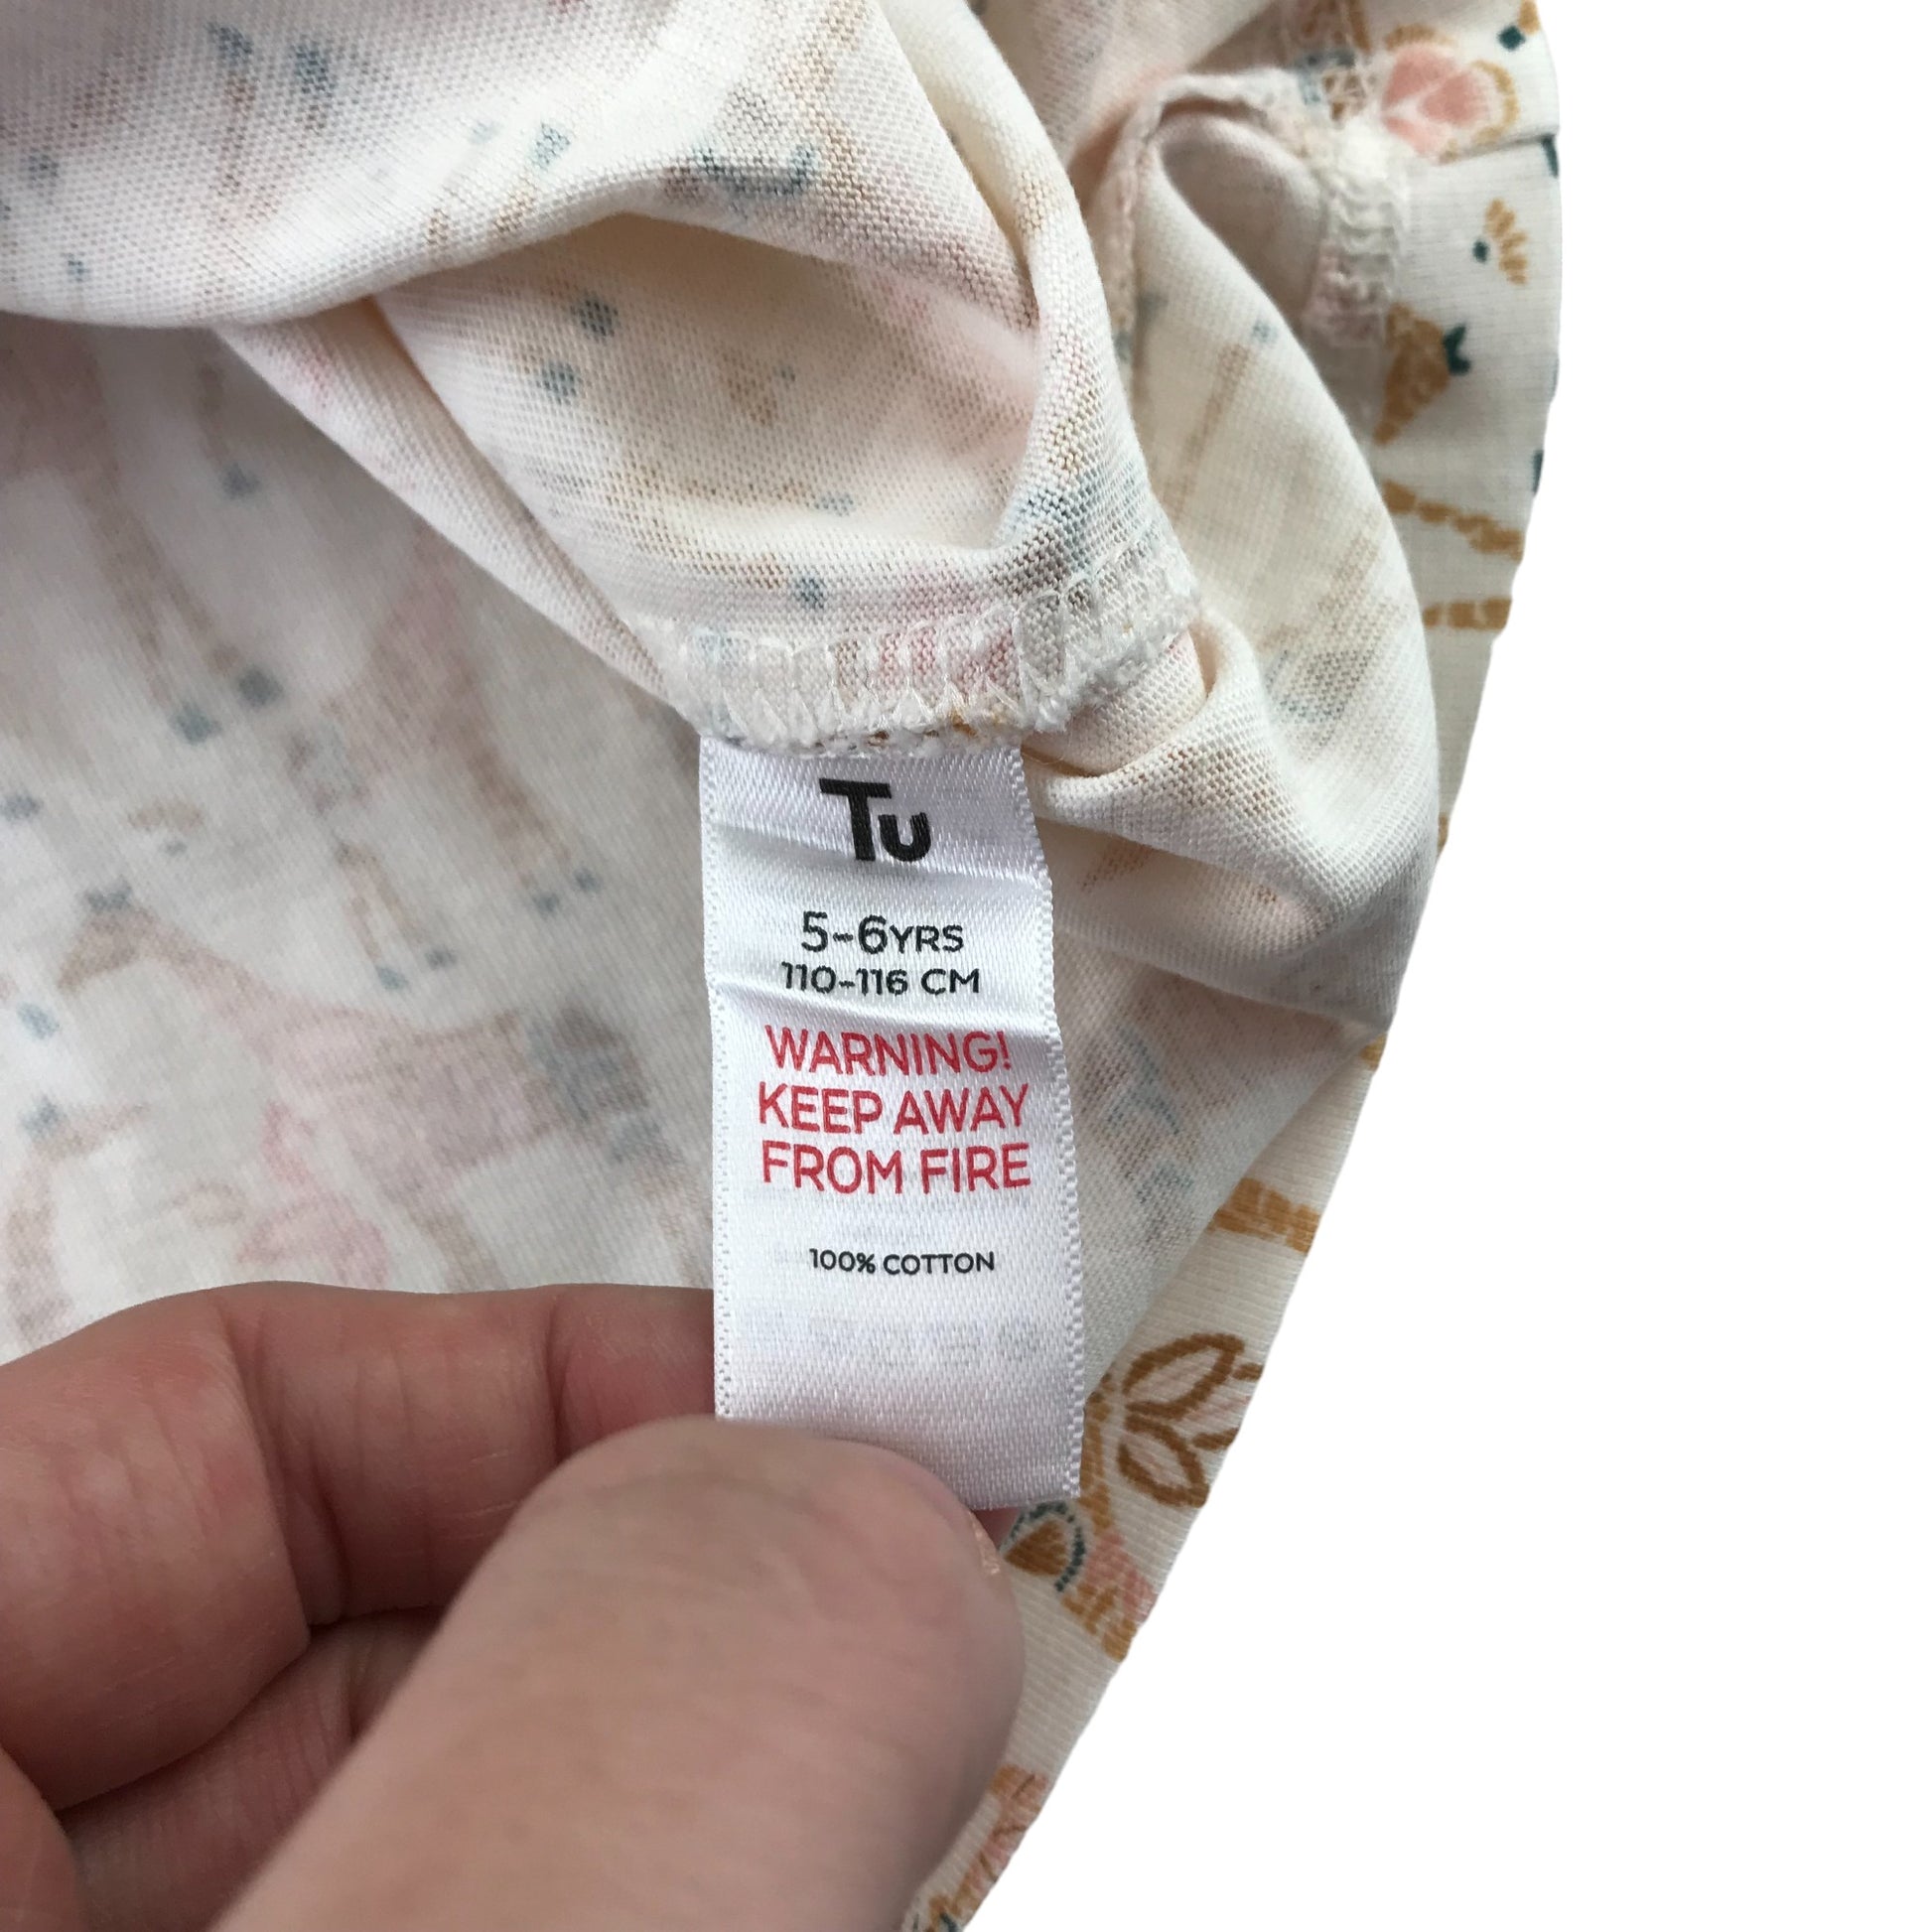 Tu
5-6YRS
110-116 CM
WARNING!
KEEP AWAY
FROM FIRE
100% COTTON